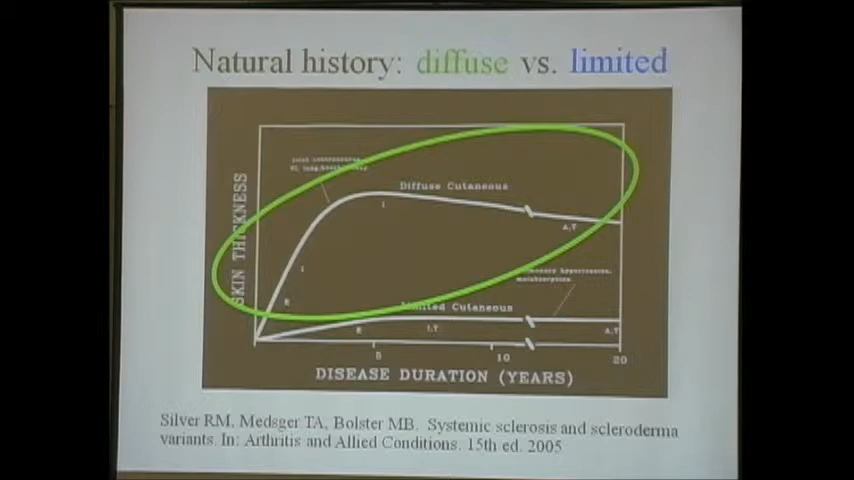 Natural history: diffuse vs. limited
SKIN THICKNESS
Diffuse Cutaneous
I
A,T
I
E
malabsorption.
Limited Cutaneous
E
I,T
A,T
5
10
20
DISEASE DURATION (YEARS)
Silver RM, Medsger TA, Bolster MB. Systemic sclerosis and scleroderma
variants. In: Arthritis and Allied Conditions. 15th ed. 2005